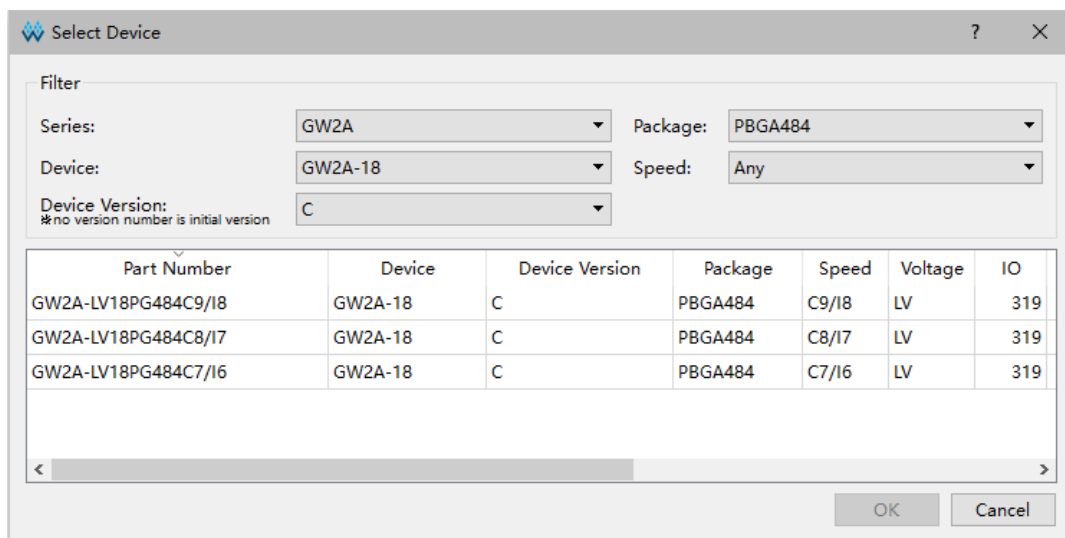 Select Device ?
Filter
Series: GW2A Package: PBGA484
Device: GW2A-18 Speed: Any
Device Version: C
※no version number is initial version
Part Number Device Device Version Package Speed Voltage IO
GW2A-LV18PG484C9/I8 GW2A-18 C PBGA484 C9/I8 LV 319
GW2A-LV18PG484C8/I7 GW2A-18 C PBGA484 C8/I7 LV 319
GW2A-LV18PG484C7/I6 GW2A-18 C PBGA484 C7/I6 LV 319
OK Cancel